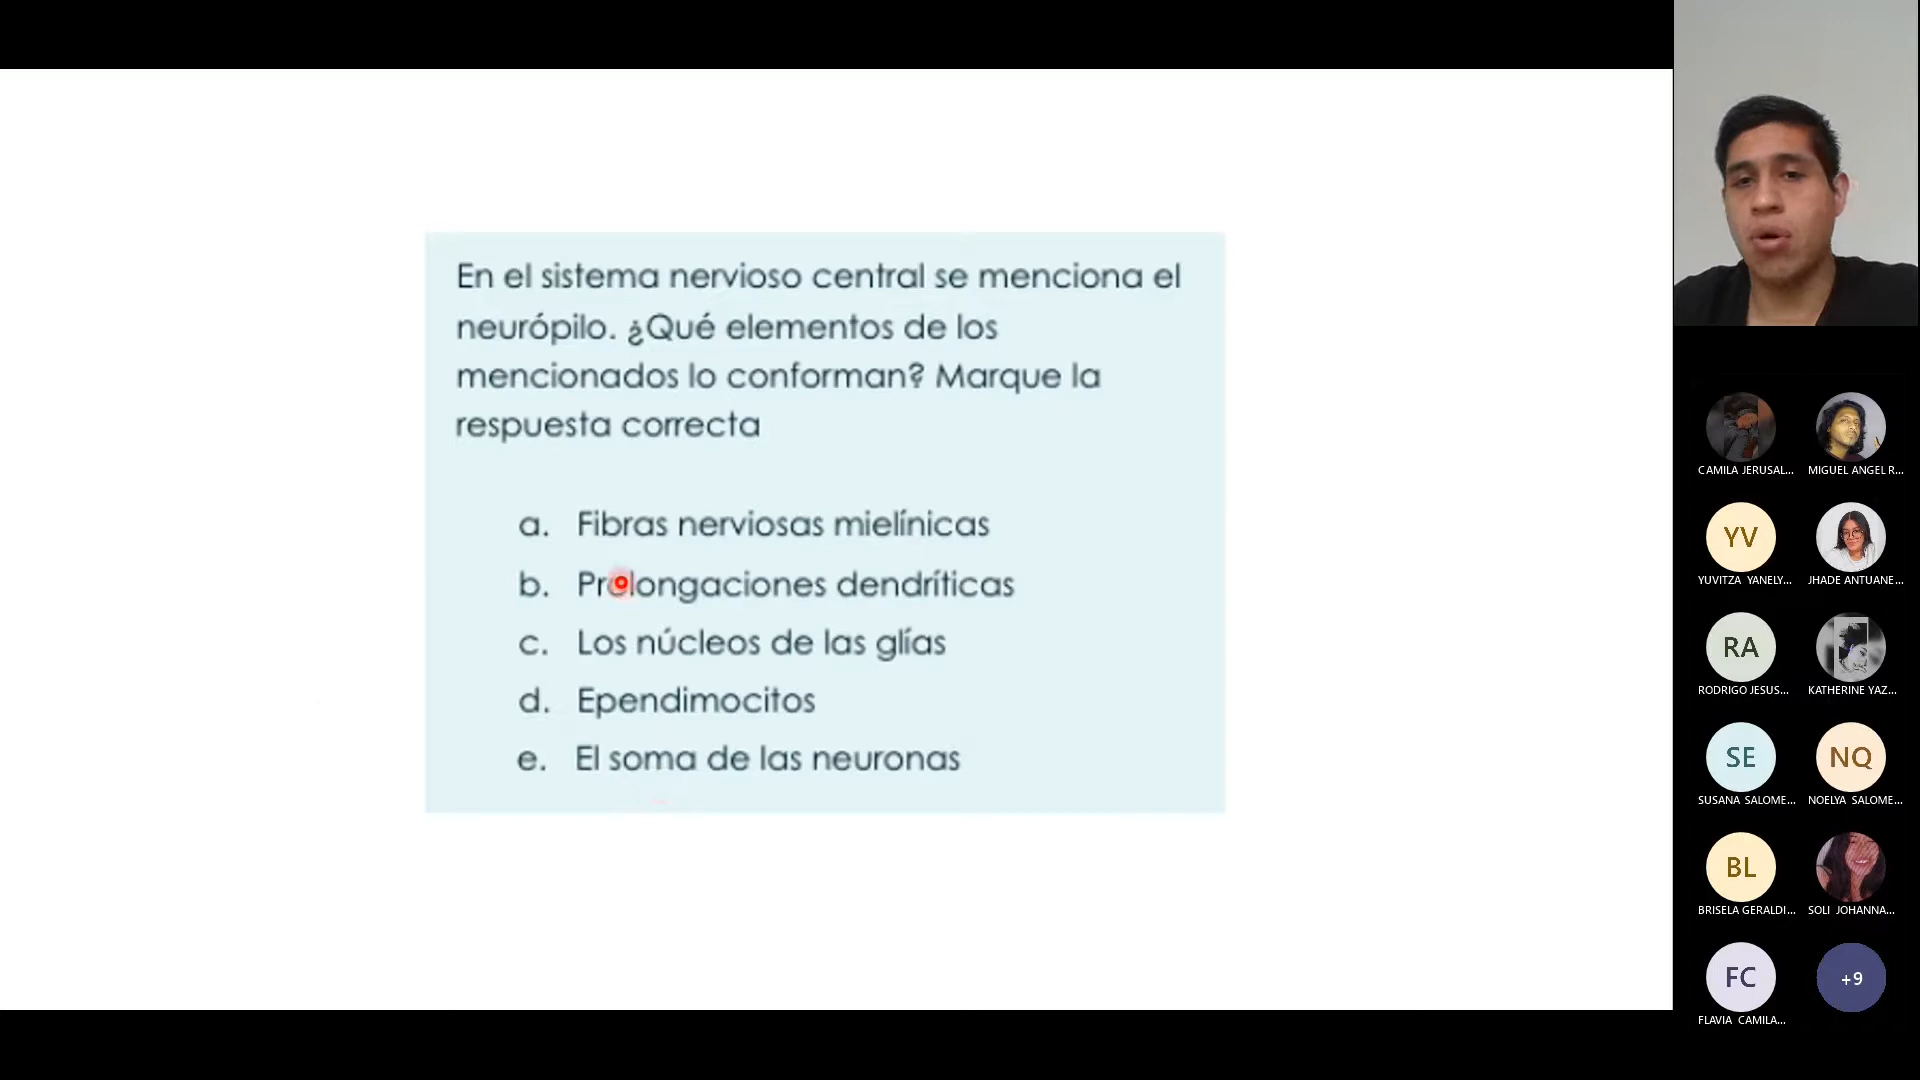 En el sistema nervioso central se menciona el
neurópilo. ¿Qué elementos de los
mencionados lo conforman? Marque la
respuesta correcta
a. Fibras nerviosas mielínicas
b. Prolongaciones dendríticas
c. Los núcleos de las glías
d. Ependimocitos
e. El soma de las neuronas
CAMILA JERUSAL...
MIGUEL ANGEL R...
YV
YUVITZA YANELY...
JHADE ANTUANE...
RA
RODRIGO JESUS...
KATHERINE YAZ...
SE
SUSANA SALOME...
NQ
NOELYA SALOME...
BL
BRISELA GERALDI...
SOLI JOHANNA...
FC
FLAVIA CAMILA...
+9